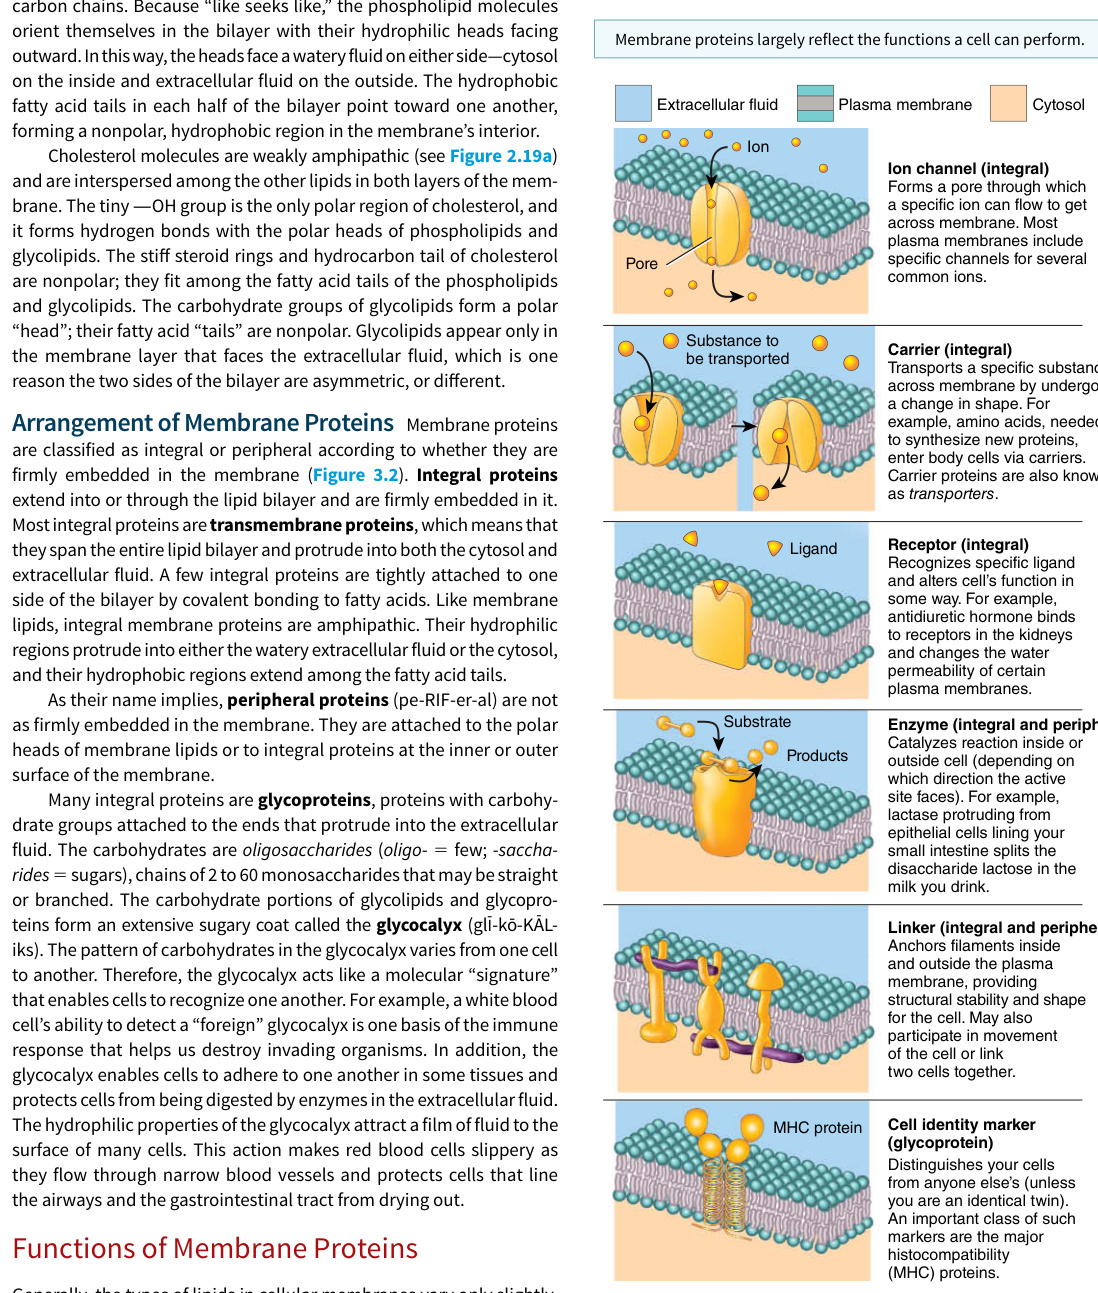 carbon chains. Because “like seeks like,” the phospholipid molecules
orient themselves in the bilayer with their hydrophilic heads facing
outward. In this way, the heads face a watery fluid on either side—cytosol
on the inside and extracellular fluid on the outside. The hydrophobic
fatty acid tails in each half of the bilayer point toward one another,
forming a nonpolar, hydrophobic region in the membrane’s interior.
Cholesterol molecules are weakly amphipathic (see Figure 2.19a)
and are interspersed among the other lipids in both layers of the mem-
brane. The tiny —OH group is the only polar region of cholesterol, and
it forms hydrogen bonds with the polar heads of phospholipids and
glycolipids. The stiff steroid rings and hydrocarbon tail of cholesterol
are nonpolar; they fit among the fatty acid tails of the phospholipids
and glycolipids. The carbohydrate groups of glycolipids form a polar
“head”; their fatty acid “tails” are nonpolar. Glycolipids appear only in
the membrane layer that faces the extracellular fluid, which is one
reason the two sides of the bilayer are asymmetric, or different.
Arrangement of Membrane Proteins Membrane proteins
are classified as integral or peripheral according to whether they are
firmly embedded in the membrane (Figure 3.2). Integral proteins
extend into or through the lipid bilayer and are firmly embedded in it.
Most integral proteins are transmembrane proteins, which means that
they span the entire lipid bilayer and protrude into both the cytosol and
extracellular fluid. A few integral proteins are tightly attached to one
side of the bilayer by covalent bonding to fatty acids. Like membrane
lipids, integral membrane proteins are amphipathic. Their hydrophilic
regions protrude into either the watery extracellular fluid or the cytosol,
and their hydrophobic regions extend among the fatty acid tails.
As their name implies, peripheral proteins (pe-RIF-er-al) are not
as firmly embedded in the membrane. They are attached to the polar
heads of membrane lipids or to integral proteins at the inner or outer
surface of the membrane.
Many integral proteins are glycoproteins, proteins with carbohy-
drate groups attached to the ends that protrude into the extracellular
fluid. The carbohydrates are oligosaccharides (oligo- = few; -saccha-
rides = sugars), chains of 2 to 60 monosaccharides that may be straight
or branched. The carbohydrate portions of glycolipids and glycopro-
teins form an extensive sugary coat called the glycocalyx (glī-kō-KĀL-
iks). The pattern of carbohydrates in the glycocalyx varies from one cell
to another. Therefore, the glycocalyx acts like a molecular “signature”
that enables cells to recognize one another. For example, a white blood
cell’s ability to detect a “foreign” glycocalyx is one basis of the immune
response that helps us destroy invading organisms. In addition, the
glycocalyx enables cells to adhere to one another in some tissues and
protects cells from being digested by enzymes in the extracellular fluid.
The hydrophilic properties of the glycocalyx attract a film of fluid to the
surface of many cells. This action makes red blood cells slippery as
they flow through narrow blood vessels and protects cells that line
the airways and the gastrointestinal tract from drying out.
Functions of Membrane Proteins
Generally, the types of lipids in cellular membranes vary only slightly.
Membrane proteins largely reflect the functions a cell can perform.
Extracellular fluid
Plasma membrane
Cytosol
Ion
Pore
Ion channel (integral)
Forms a pore through which
a specific ion can flow to get
across membrane. Most
plasma membranes include
specific channels for several
common ions.
Substance to
be transported
Carrier (integral)
Transports a specific substanc
across membrane by undergo
a change in shape. For
example, amino acids, needed
to synthesize new proteins,
enter body cells via carriers.
Carrier proteins are also know
as transporters.
Ligand
Receptor (integral)
Recognizes specific ligand
and alters cell’s function in
some way. For example,
antidiuretic hormone binds
to receptors in the kidneys
and changes the water
permeability of certain
plasma membranes.
Substrate
Products
Enzyme (integral and periph
Catalyzes reaction inside or
outside cell (depending on
which direction the active
site faces). For example,
lactase protruding from
epithelial cells lining your
small intestine splits the
disaccharide lactose in the
milk you drink.
Linker (integral and periphe
Anchors filaments inside
and outside the plasma
membrane, providing
structural stability and shape
for the cell. May also
participate in movement
of the cell or link
two cells together.
MHC protein
Cell identity marker
(glycoprotein)
Distinguishes your cells
from anyone else’s (unless
you are an identical twin).
An important class of such
markers are the major
histocompatibility
(MHC) proteins.